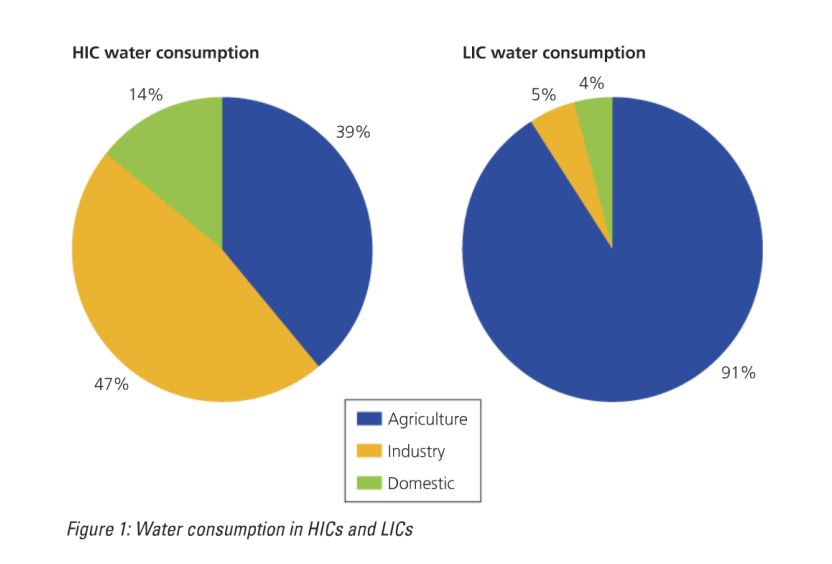 HIC water consumption
14%
39%
47%
LIC water consumption
5%
4%
91%
Agriculture
Industry
Domestic
Figure 1: Water consumption in HICs and LICs